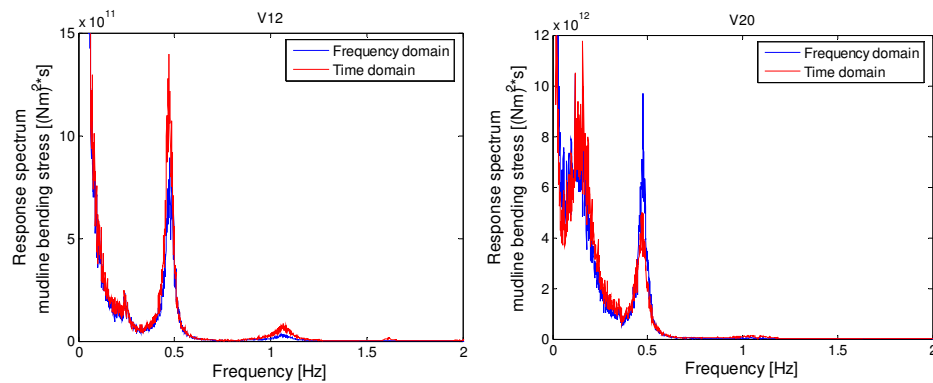 V12
x 10^11
15
10
5
0
Response spectrum
mudline bending stress [(Nm)^2*s]
Frequency domain
Time domain
0 0.5 1 1.5 2
Frequency [Hz]
V20
x 10^12
12
10
8
6
4
2
0
Response spectrum
mudline bending stress [(Nm)^2*s]
Frequency domain
Time domain
0 0.5 1 1.5 2
Frequency [Hz]